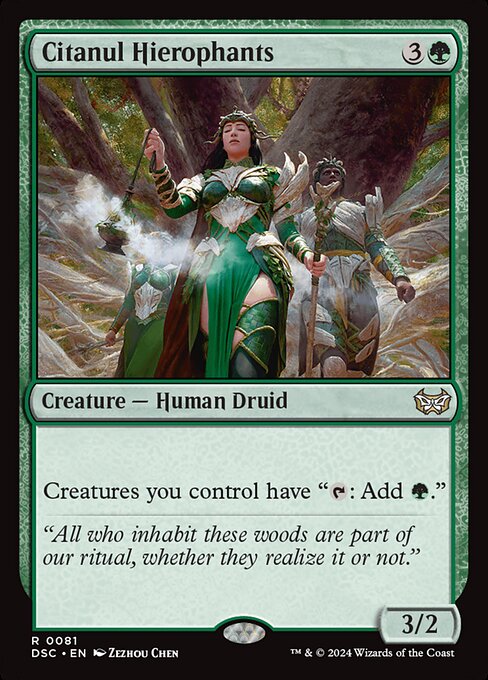 Citanul Hierophants 3
Creature — Human Druid
Creatures you control have “: Add .”
“All who inhabit these woods are part of
our ritual, whether they realize it or not.”
3/2
R 0081
DSC • EN Zezhou Chen
™ & © 2024 Wizards of the Coast